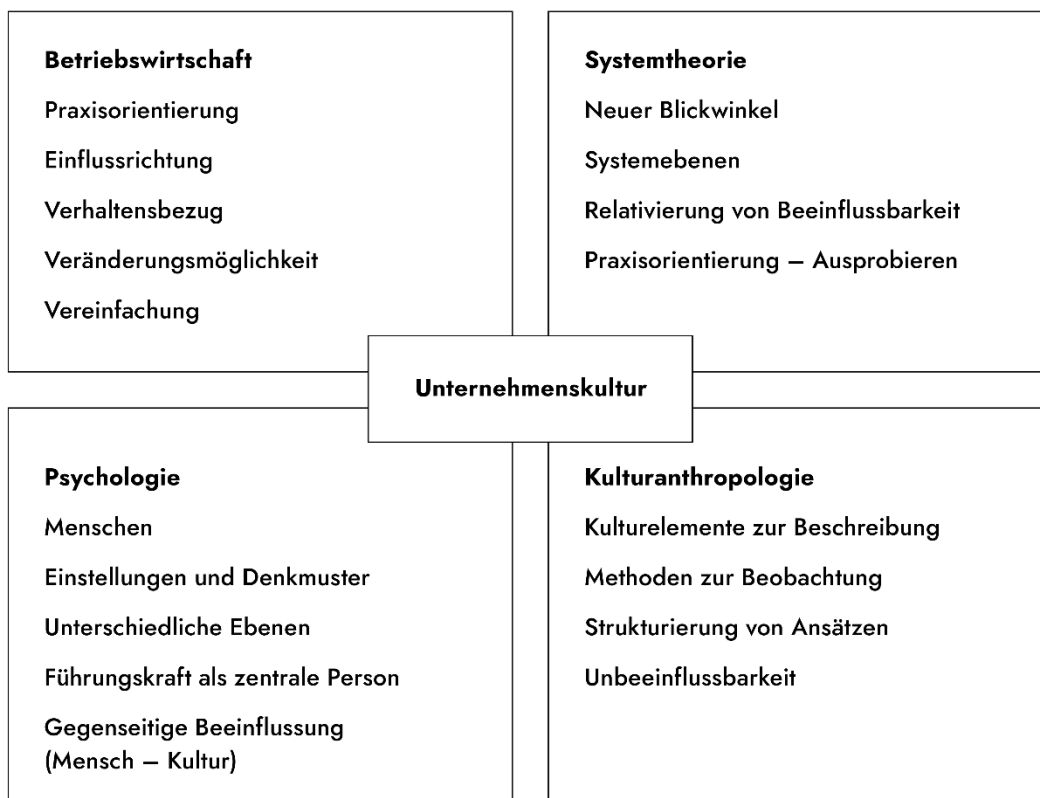 Betriebswirtschaft
Praxisorientierung
Einflussrichtung
Verhaltensbezug
Veränderungsmöglichkeit
Vereinfachung
Systemtheorie
Neuer Blickwinkel
Systemebenen
Relativierung von Beeinflussbarkeit
Praxisorientierung – Ausprobieren
Unternehmenskultur
Psychologie
Menschen
Einstellungen und Denkmuster
Unterschiedliche Ebenen
Führungskraft als zentrale Person
Gegenseitige Beeinflussung
(Mensch – Kultur)
Kulturanthropologie
Kulturelemente zur Beschreibung
Methoden zur Beobachtung
Strukturierung von Ansätzen
Unbeeinflussbarkeit